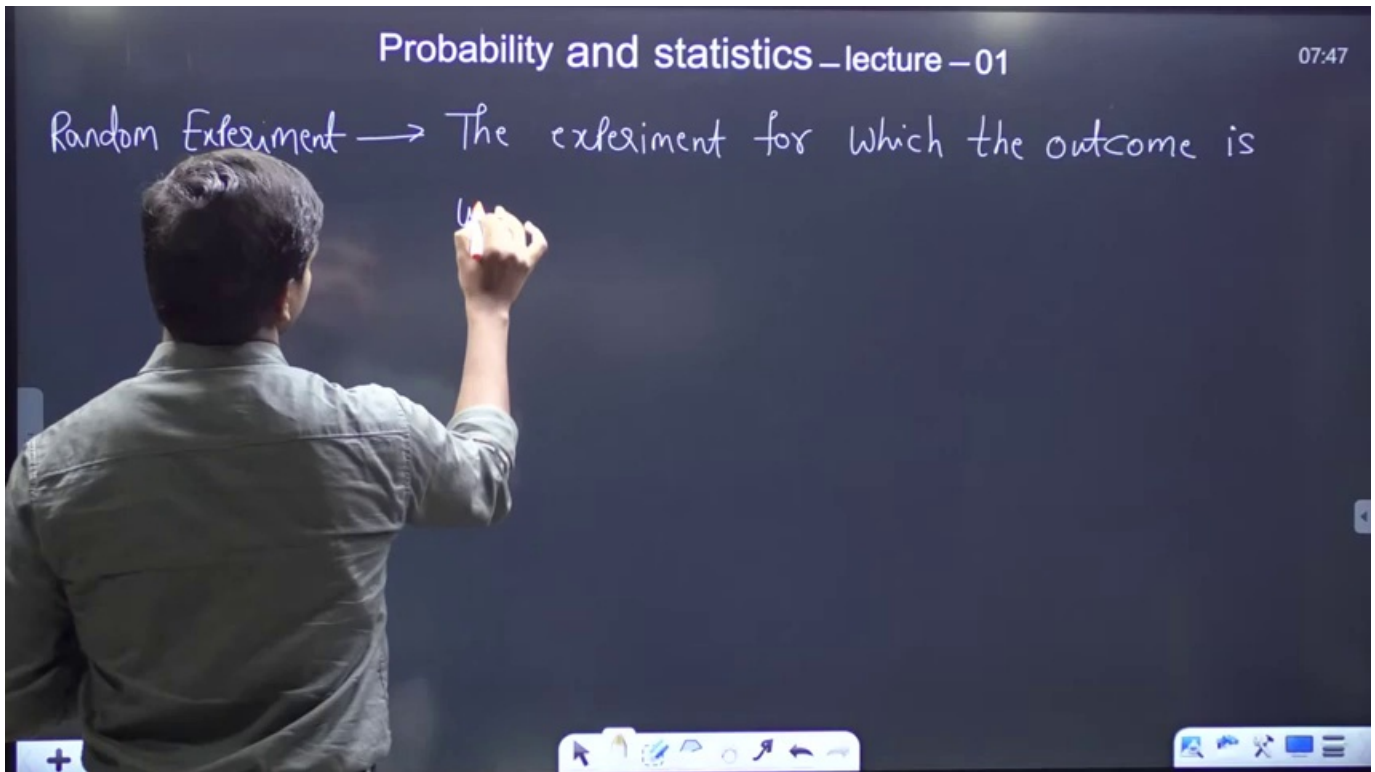 Probability and statistics – lecture – 01
07:47
Random Experiment → The experiment for which the outcome is